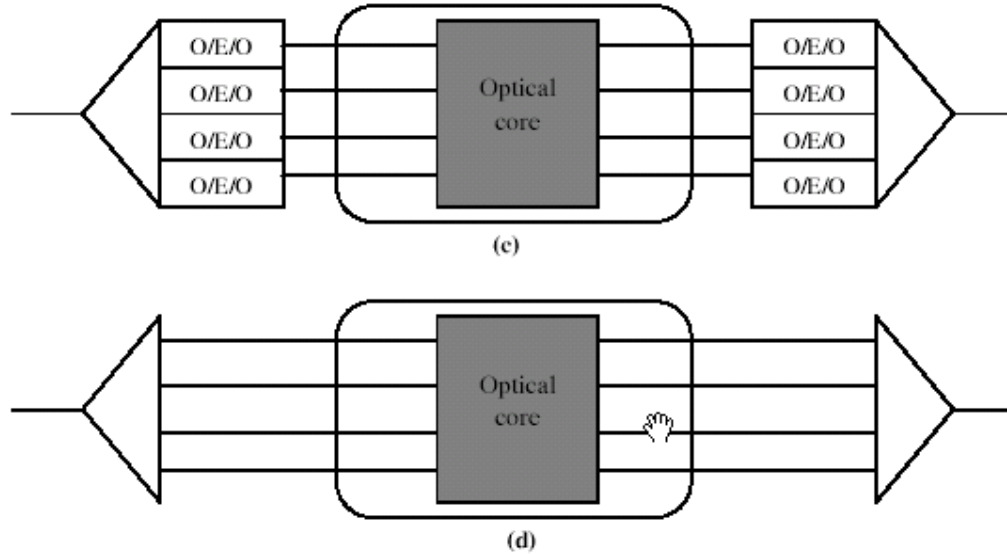 O/E/O O/E/O
O/E/O Optical O/E/O
O/E/O core O/E/O
O/E/O O/E/O
(c)
Optical
core
(d)